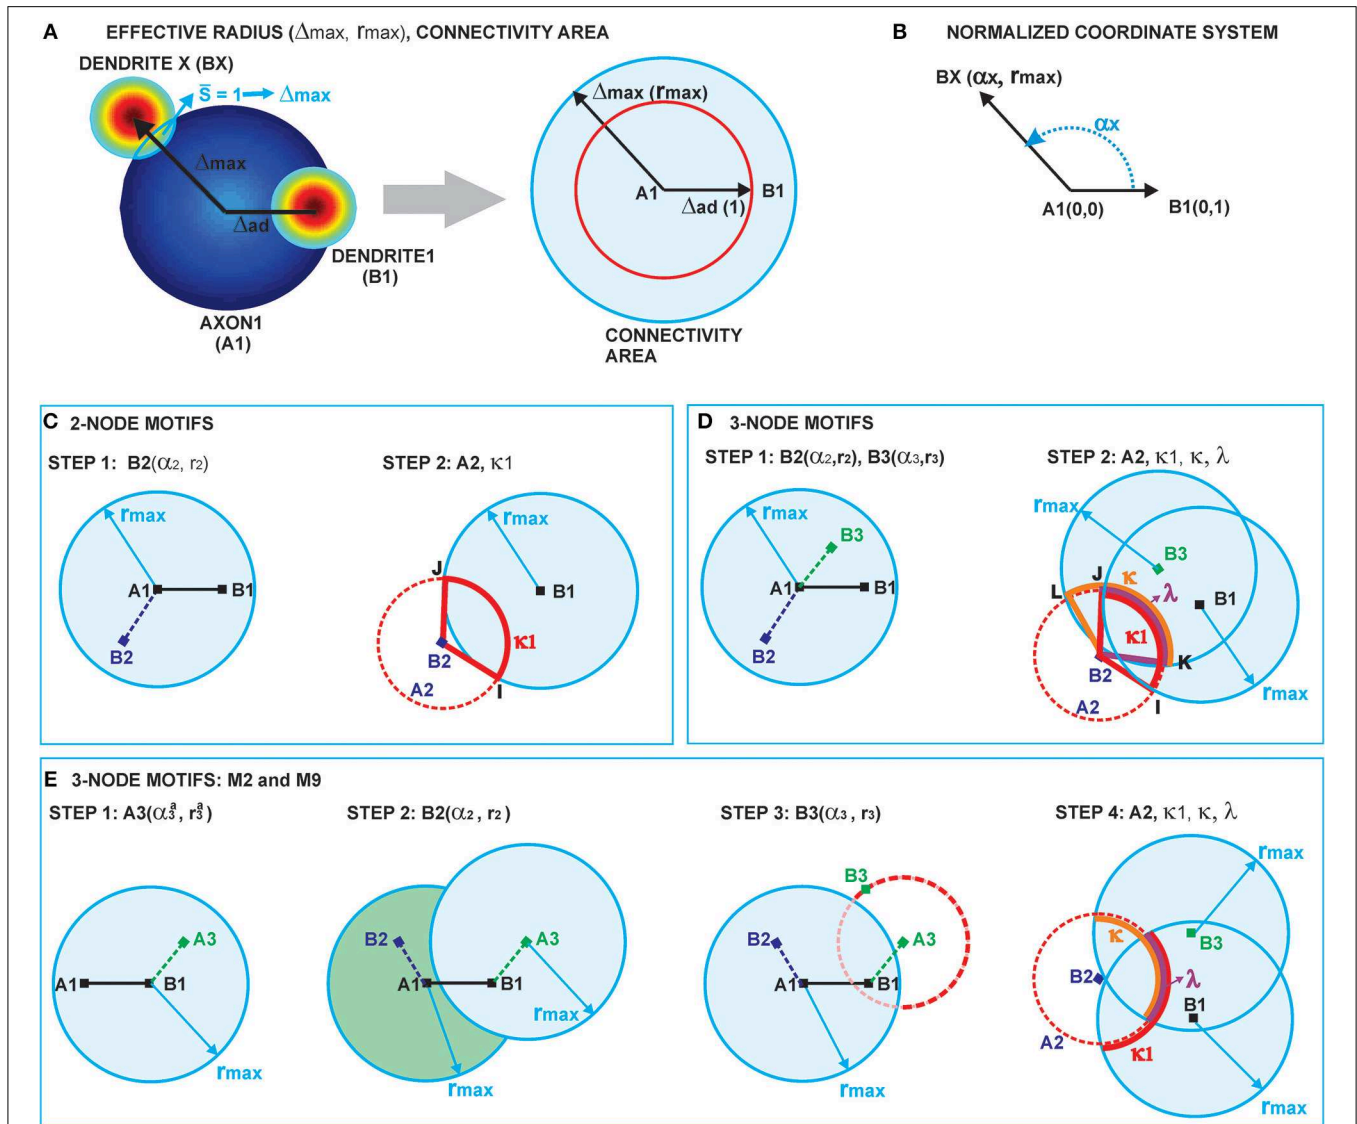 A EFFECTIVE RADIUS (Δmax, rmax), CONNECTIVITY AREA
DENDRITE X (BX)
S̅ = 1 → Δmax
Δmax
Δad
DENDRITE1
(B1)
AXON1
(A1)
Δmax (rmax)
A1
B1
Δad (1)
CONNECTIVITY
AREA
B NORMALIZED COORDINATE SYSTEM
BX (αx, rmax)
αx
A1(0,0)
B1(0,1)
C 2-NODE MOTIFS
STEP 1: B2(α2, r2)
rmax
A1
B1
B2
STEP 2: A2, κ1
rmax
J
B1
κ1
B2
A2
I
D 3-NODE MOTIFS
STEP 1: B2(α2,r2), B3(α3,r3)
rmax
B3
A1
B1
B2
STEP 2: A2, κ1, κ, λ
rmax
B3
J
κ
L
λ
B1
κ1
K
B2
A2
I
rmax
E 3-NODE MOTIFS: M2 and M9
STEP 1: A3(α3ª, r3ª)
A3
A1
B1
rmax
STEP 2: B2(α2, r2)
B2
A3
A1
B1
rmax
rmax
STEP 3: B3(α3, r3)
B3
B2
A3
A1
B1
rmax
STEP 4: A2, κ1, κ, λ
rmax
κ
B3
B2
λ
B1
A2
κ1
rmax